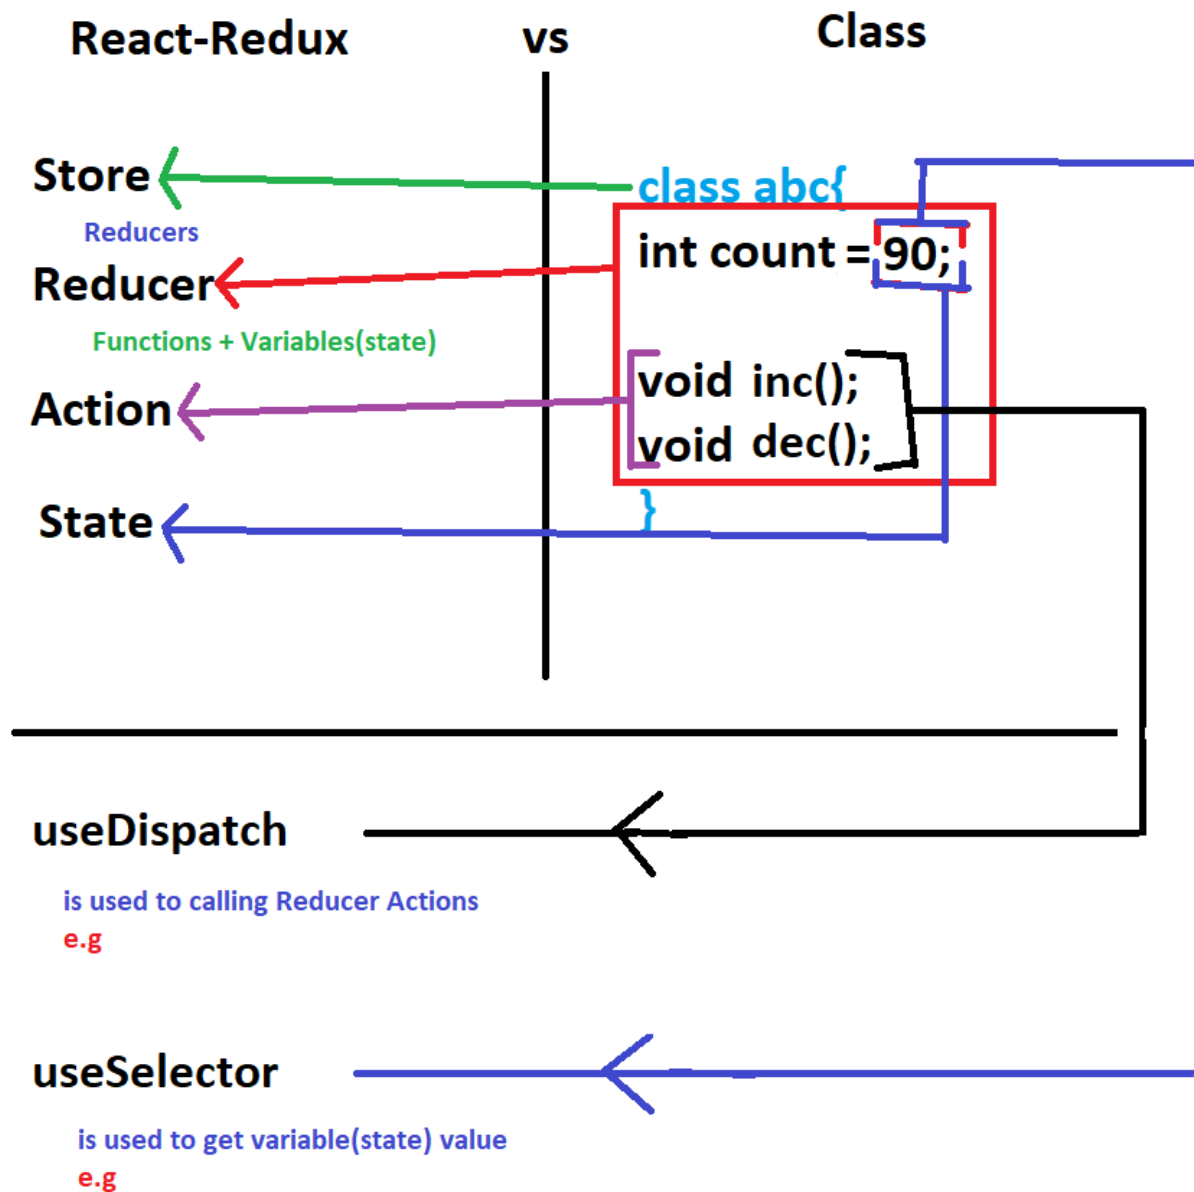 React-Redux vs Class
Store
class abc{
Reducers
int count = 90;
Reducer
Functions + Variables(state)
void inc();
Action
void dec();
State
}
useDispatch
is used to calling Reducer Actions
e.g
useSelector
is used to get variable(state) value
e.g